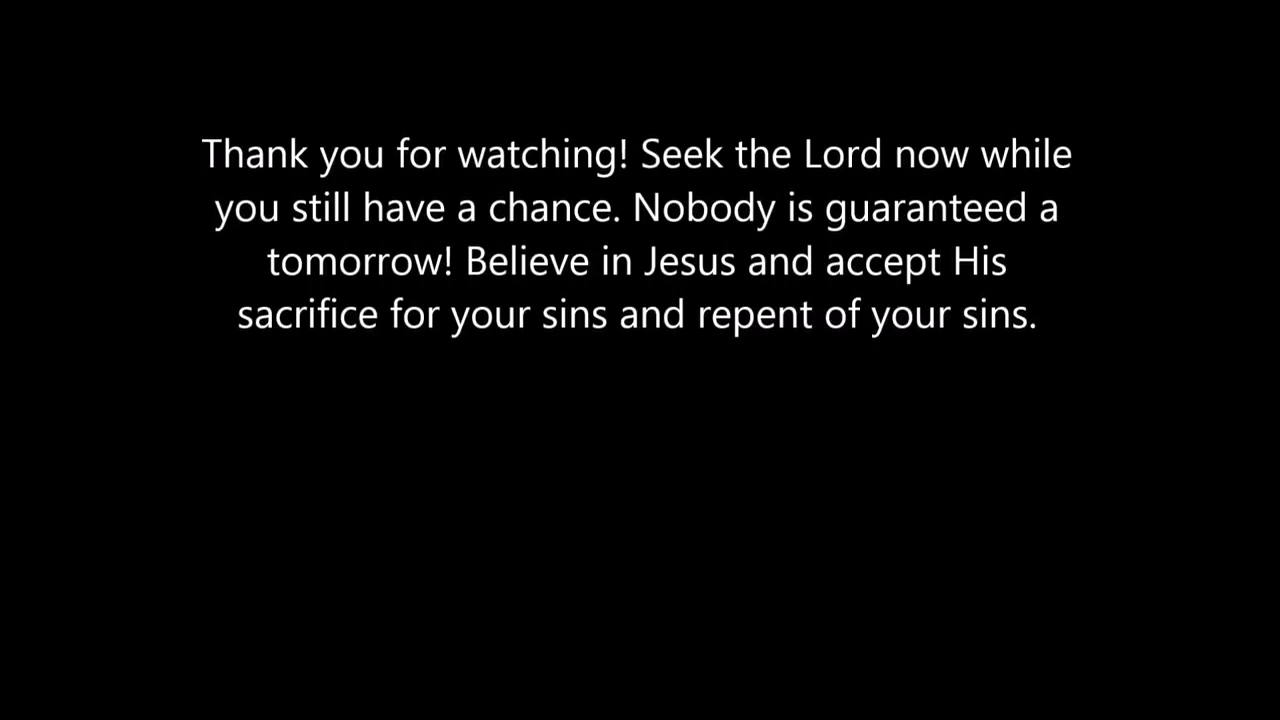 Thank you for watching! Seek the Lord now while
you still have a chance. Nobody is guaranteed a
tomorrow! Believe in Jesus and accept His
sacrifice for your sins and repent of your sins.